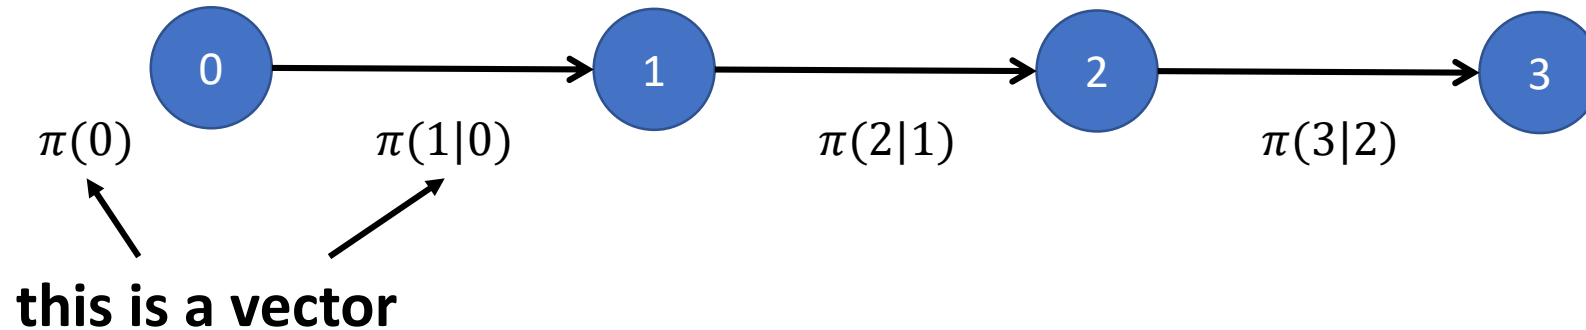 0 1 2 3
π(0) π(1|0) π(2|1) π(3|2)
this is a vector